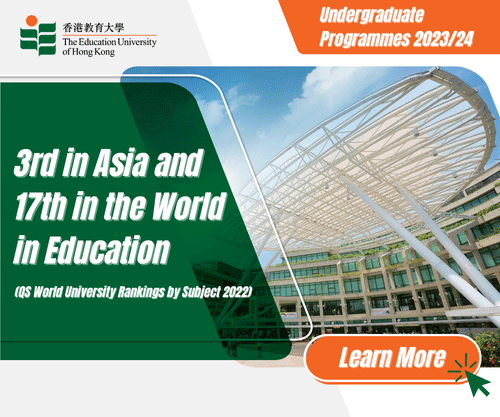 香港教育大學
The Education University
of Hong Kong
Undergraduate
Programmes 2023/24
3rd in Asia and
17th in the World
in Education
(QS World University Rankings by Subject 2022)
Learn More